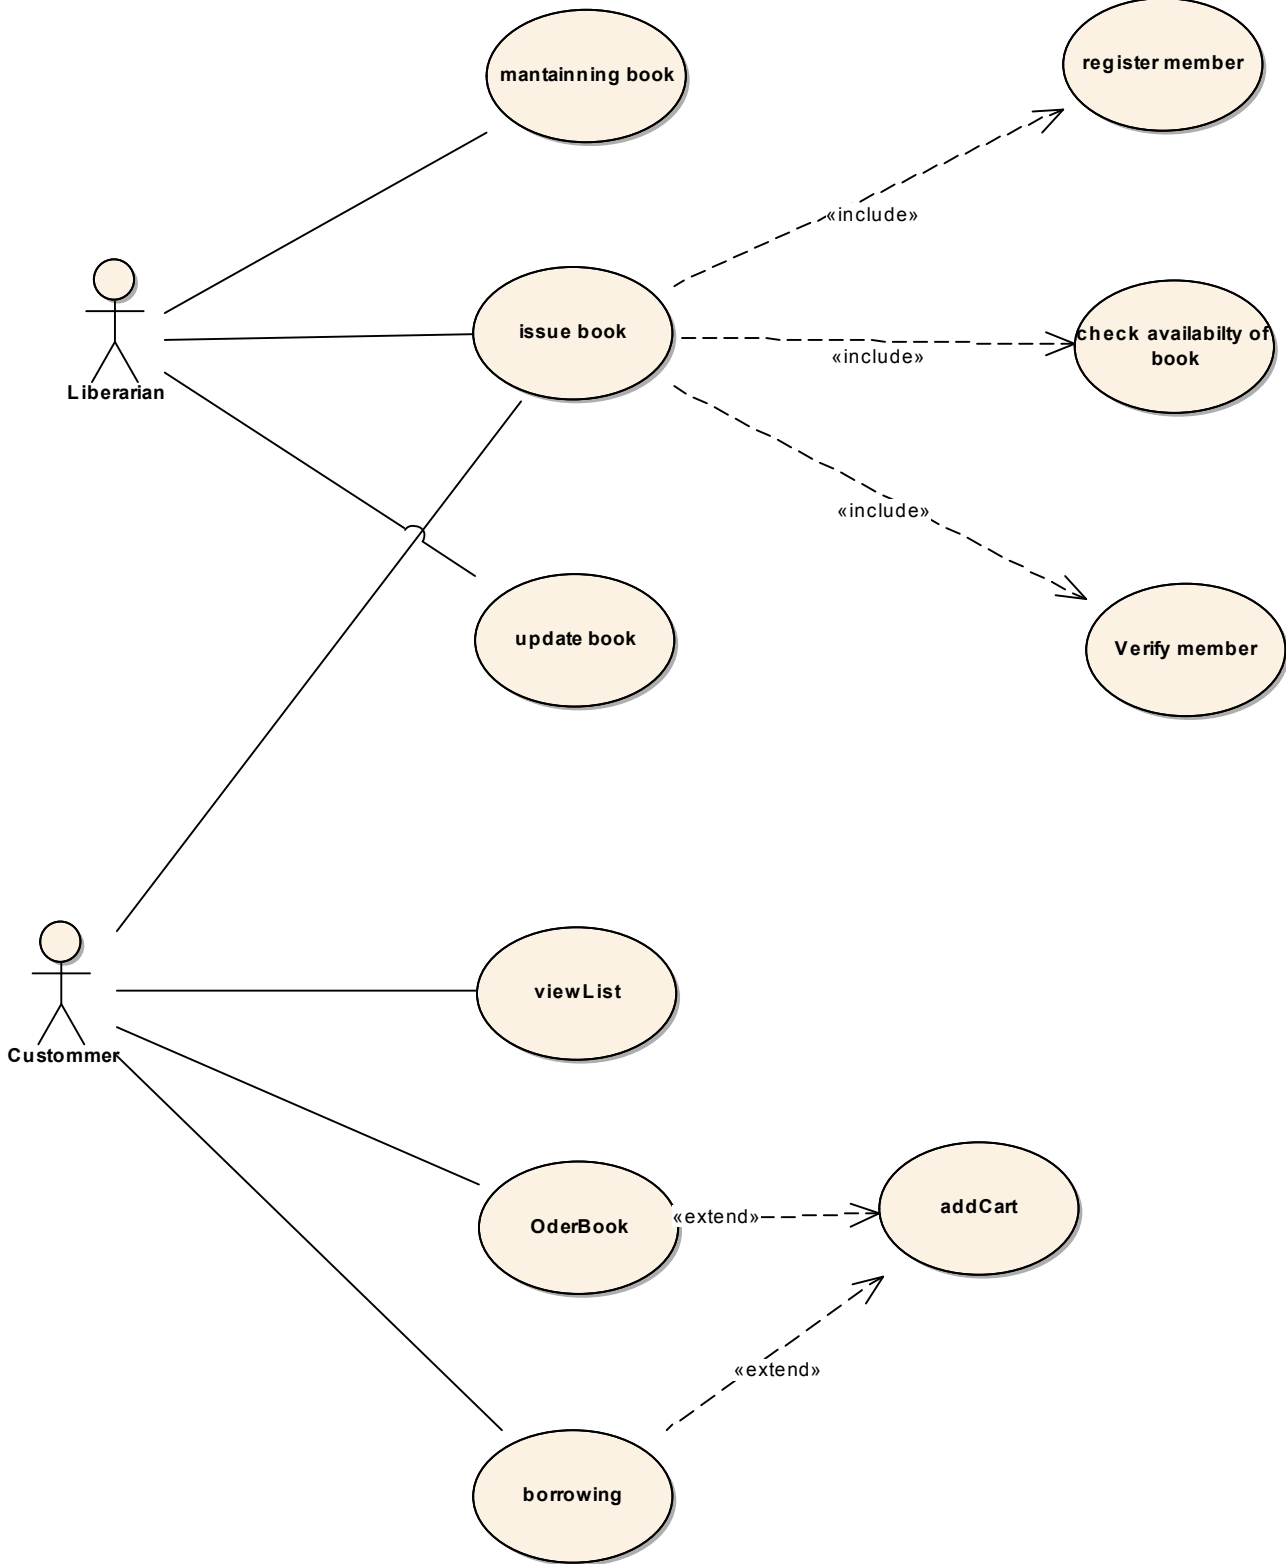 mantainning book
register member
«include»
issue book
check availabilty of
book
«include»
Liberarian
«include»
update book
Verify member
viewList
Custommer
OderBook
«extend»
addCart
«extend»
borrowing